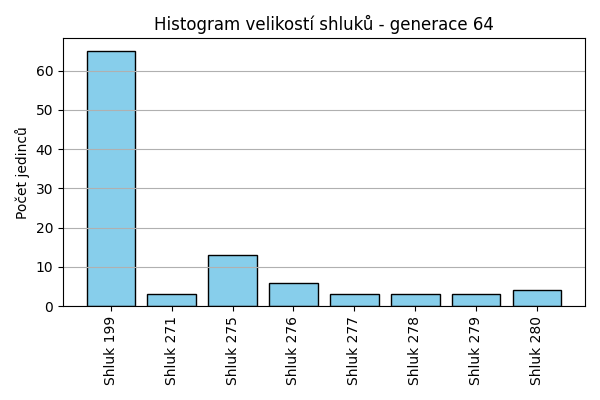 Histogram velikostí shluků - generace 64
Počet jedinců
60
50
40
30
20
10
0
Shluk 199
Shluk 271
Shluk 275
Shluk 276
Shluk 277
Shluk 278
Shluk 279
Shluk 280